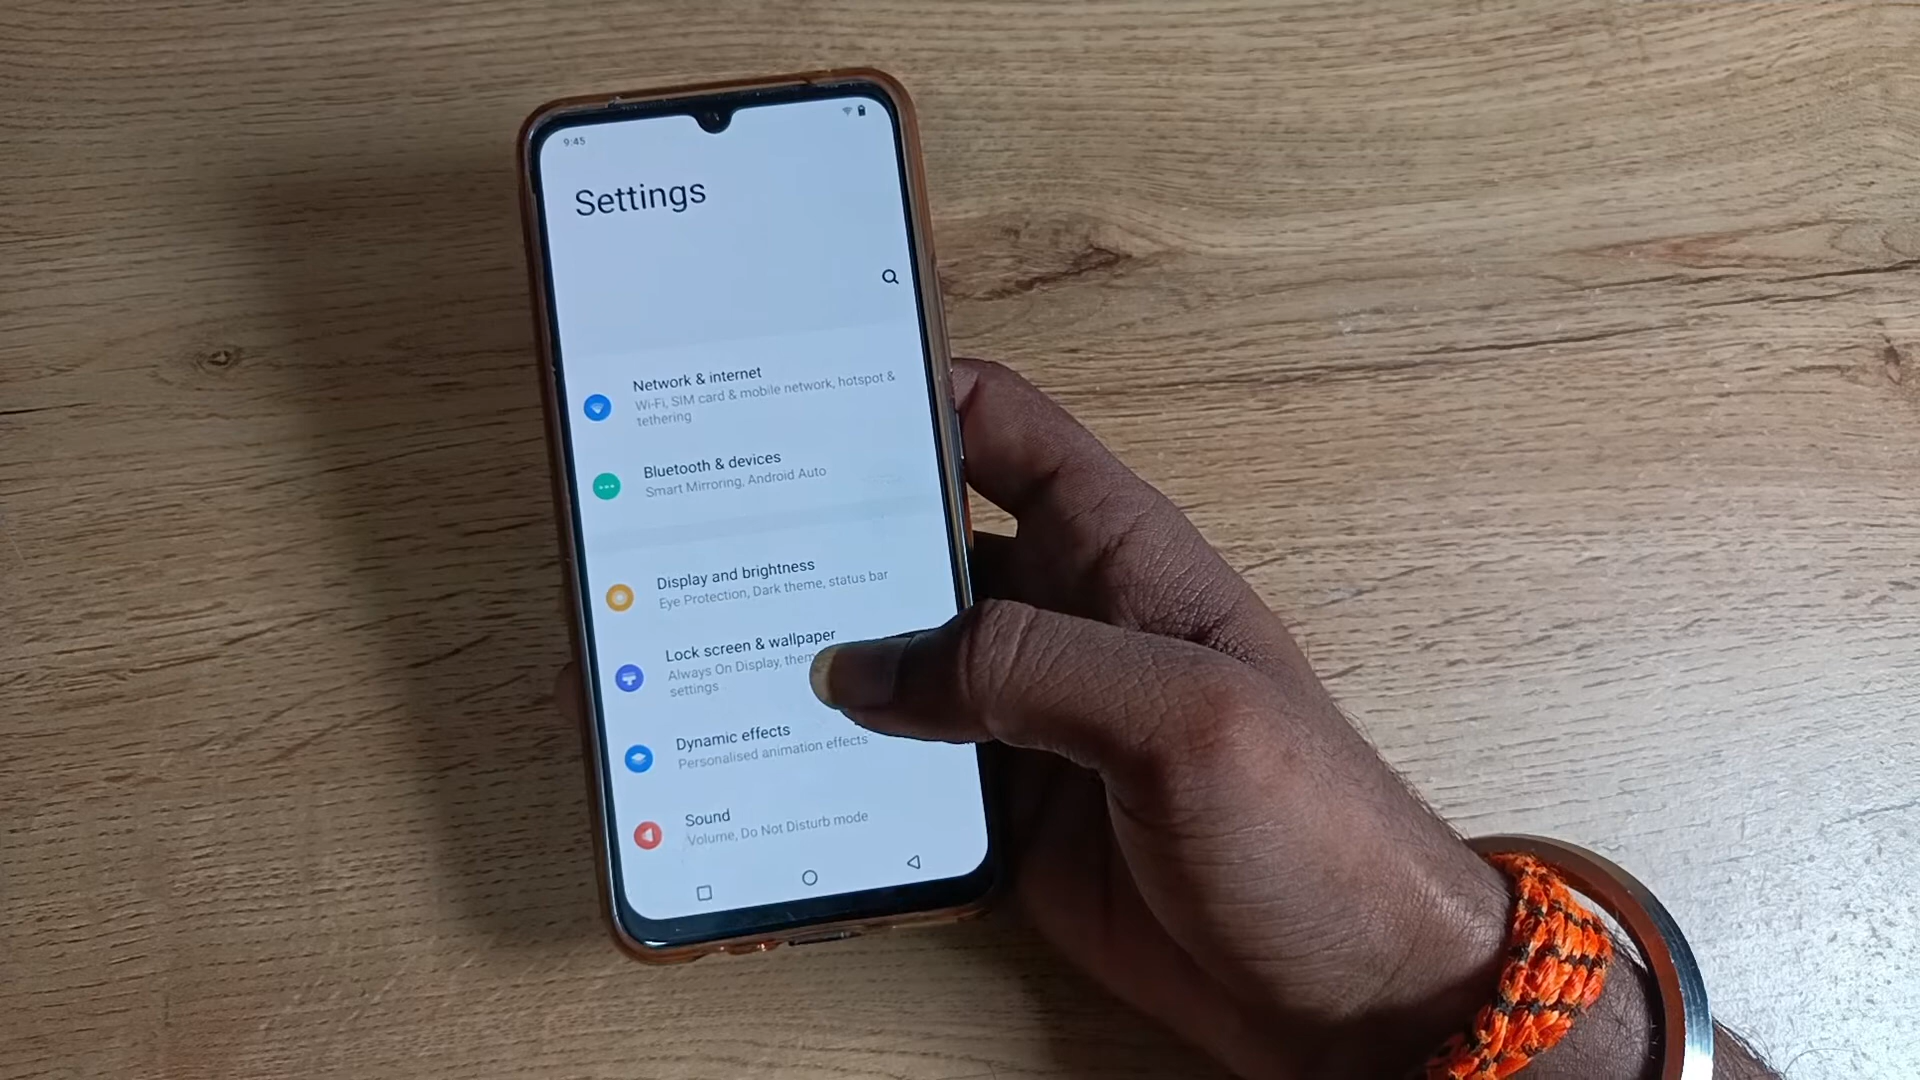 9:45
Settings
Network & internet
Wi-Fi, SIM card & mobile network, hotspot &
tethering
Bluetooth & devices
Smart Mirroring, Android Auto
Display and brightness
Eye Protection, Dark theme, status bar
Lock screen & wallpaper
Always On Display,
settings
Dynamic effects
Personalised animation effects
Sound
Volume, Do Not Disturb mode